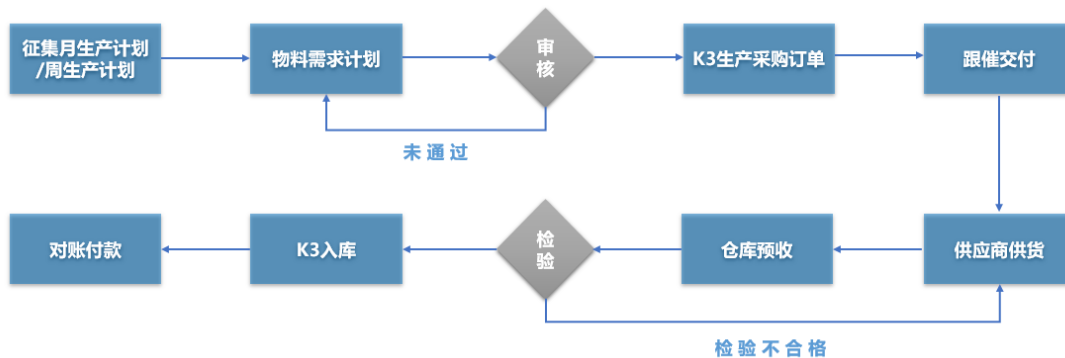 征集月生产计划
/周生产计划
物料需求计划
审
核
K3生产采购订单
跟催交付
未通过
对账付款
K3入库
检
验
仓库预收
供应商供货
检验不合格